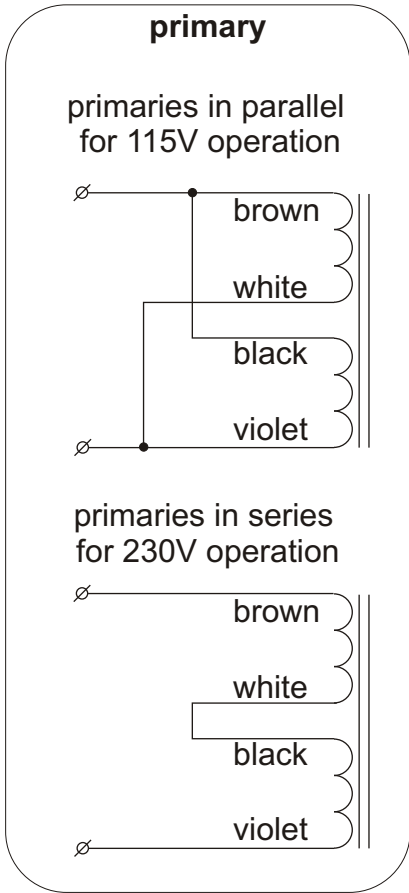 primary
primaries in parallel
for 115V operation
brown
white
black
violet
primaries in series
for 230V operation
brown
white
black
violet